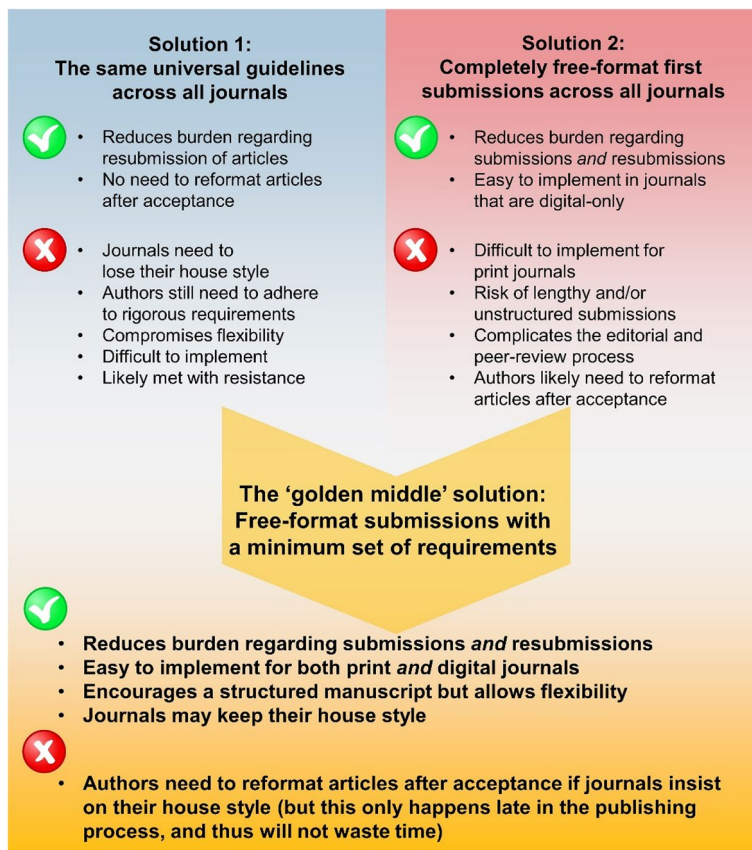 Solution 1:
The same universal guidelines
across all journals
• Reduces burden regarding
resubmission of articles
• No need to reformat articles
after acceptance
• Journals need to
lose their house style
• Authors still need to adhere
to rigorous requirements
• Compromises flexibility
• Difficult to implement
• Likely met with resistance
Solution 2:
Completely free-format first
submissions across all journals
• Reduces burden regarding
submissions and resubmissions
• Easy to implement in journals
that are digital-only
• Difficult to implement for
print journals
• Risk of lengthy and/or
unstructured submissions
• Complicates the editorial and
peer-review process
• Authors likely need to reformat
articles after acceptance
The ‘golden middle’ solution:
Free-format submissions with
a minimum set of requirements
• Reduces burden regarding submissions and resubmissions
• Easy to implement for both print and digital journals
• Encourages a structured manuscript but allows flexibility
• Journals may keep their house style
• Authors need to reformat articles after acceptance if journals insist
on their house style (but this only happens late in the publishing
process, and thus will not waste time)